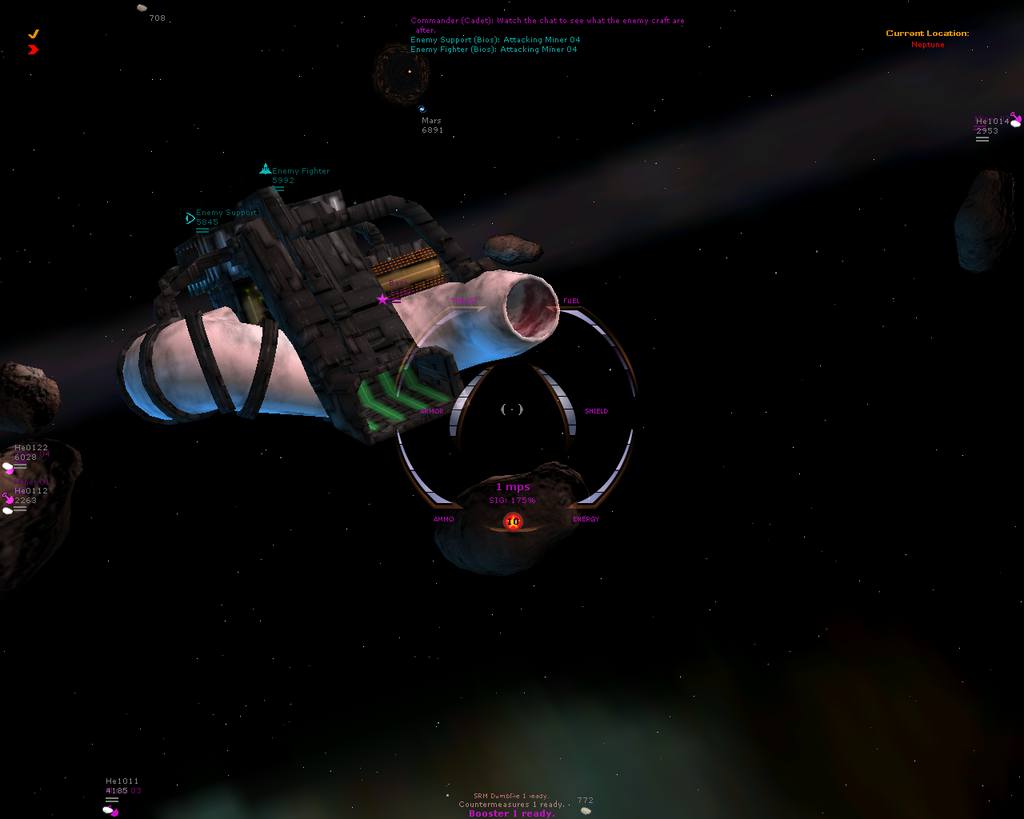 708
Commander (Cadet): Watch the chat to see what the enemy craft are
after.
Enemy Support (Bios): Attacking Miner 04
Enemy Fighter (Bios): Attacking Miner 04
Current Location:
Neptune
Mars
6891
He1014
2953
Enemy Fighter
5992
Enemy Support
5845
FUEL
ARMOR
SHIELD
He0122
6028
He0112
2263
1 mps
SIG: 175%
AMMO
10
ENERGY
He1011
4185 03
SRM Dumbfire 1 ready.
Countermeasures 1 ready.
772
Booster 1 ready.